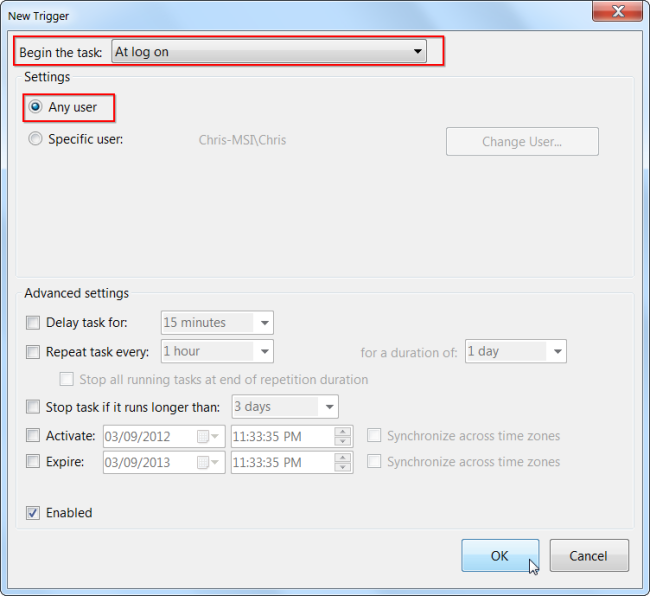 New Trigger
Begin the task: At log on
Settings
Any user
Specific user: Chris-MSI\Chris Change User...
Advanced settings
Delay task for: 15 minutes
Repeat task every: 1 hour for a duration of: 1 day
Stop all running tasks at end of repetition duration
Stop task if it runs longer than: 3 days
Activate: 03/09/2012 11:33:35 PM Synchronize across time zones
Expire: 03/09/2013 11:33:35 PM Synchronize across time zones
Enabled
OK Cancel